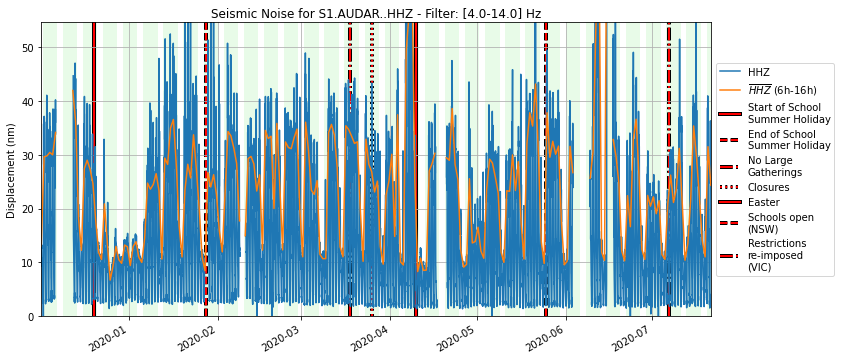 Seismic Noise for S1.AUDAR..HHZ - Filter: [4.0-14.0] Hz
Displacement (nm)
50
40
30
20
10
0
2020-01
2020-02
2020-03
2020-04
2020-05
2020-06
2020-07
HHZ
HHZ (6h-16h)
Start of School
Summer Holiday
End of School
Summer Holiday
No Large
Gatherings
Closures
Easter
Schools open
(NSW)
Restrictions
re-imposed
(VIC)